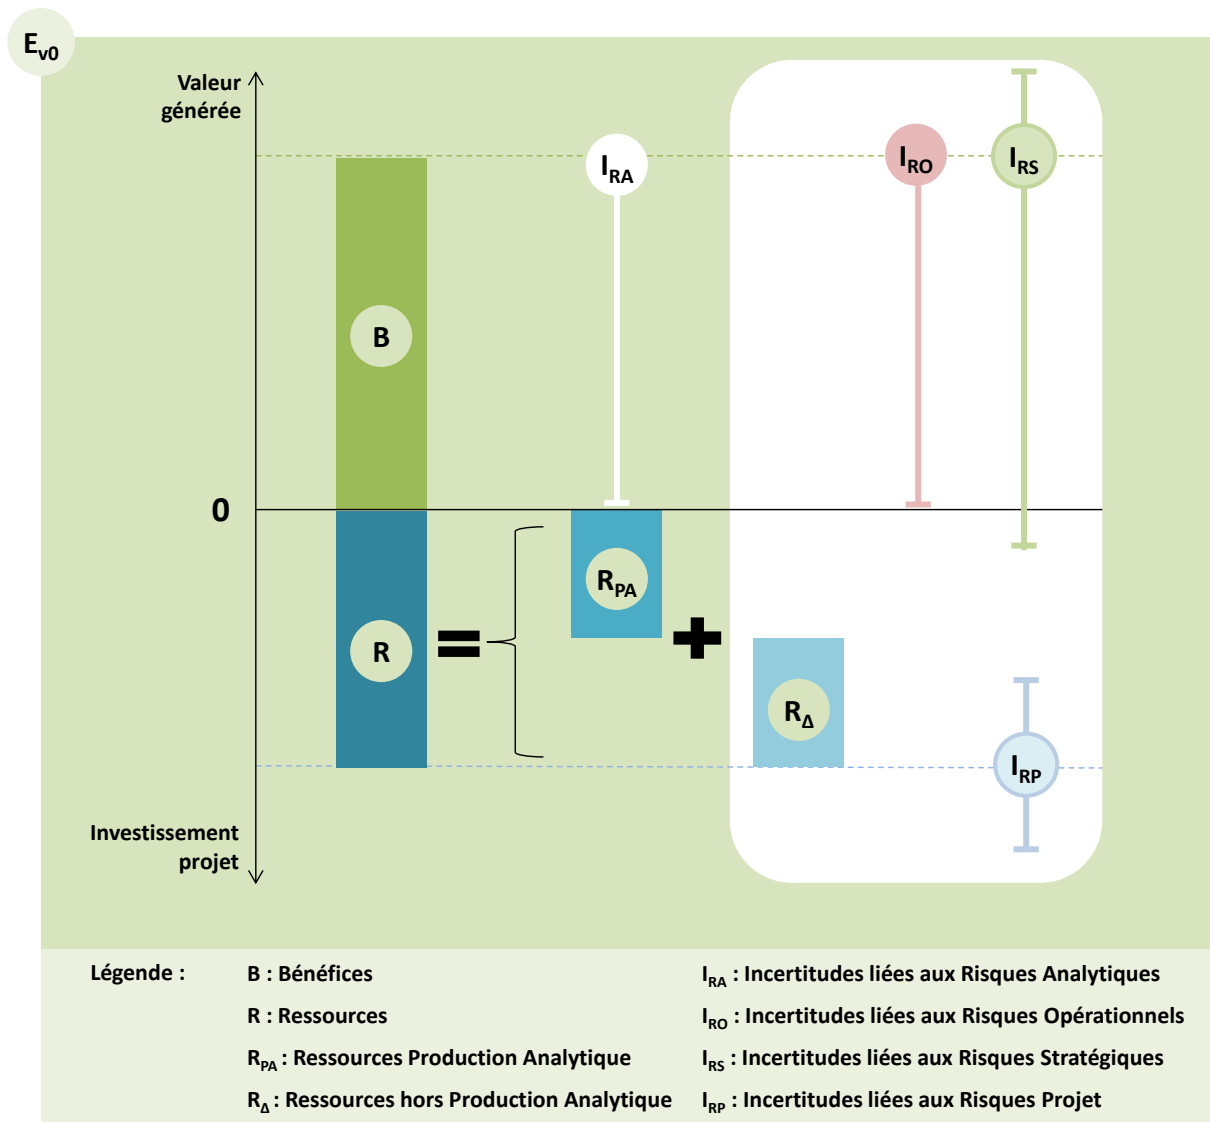 Ev0
Valeur
générée
IRA
IRO
IRS
B
0
RPA
R
=
+
RΔ
IRP
Investissement
projet
Légende :
B : Bénéfices
IRA : Incertitudes liées aux Risques Analytiques
R : Ressources
IRO : Incertitudes liées aux Risques Opérationnels
RPA : Ressources Production Analytique
IRS : Incertitudes liées aux Risques Stratégiques
RΔ : Ressources hors Production Analytique
IRP : Incertitudes liées aux Risques Projet